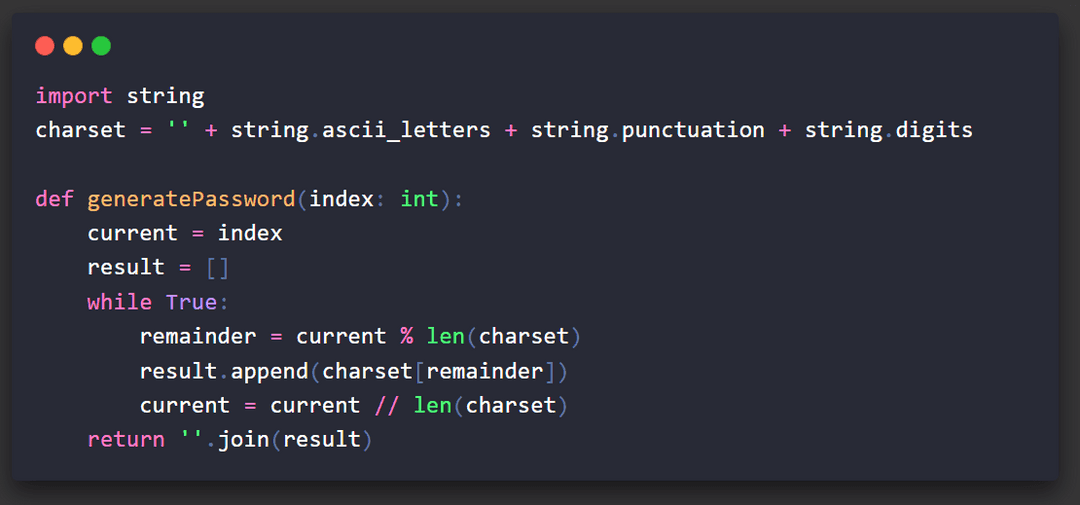 import string
charset = '' + string.ascii_letters + string.punctuation + string.digits

def generatePassword(index: int):
    current = index
    result = []
    while True:
        remainder = current % len(charset)
        result.append(charset[remainder])
        current = current // len(charset)
    return ''.join(result)